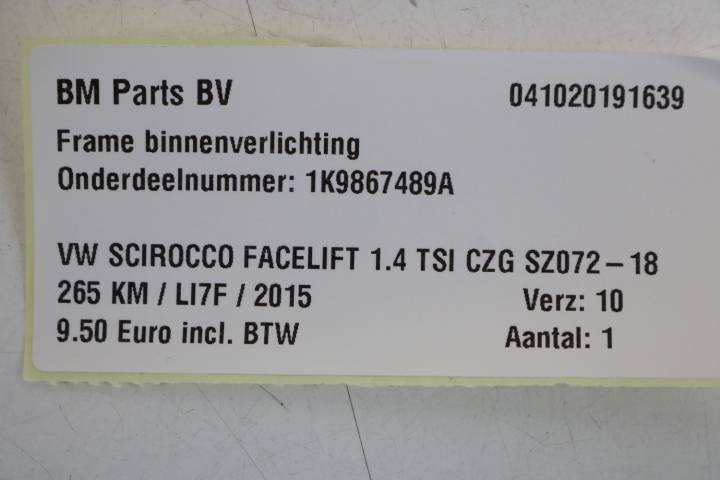 BM Parts BV 041020191639
Frame binnenverlichting
Onderdeelnummer: 1K9867489A
VW SCIROCCO FACELIFT 1.4 TSI CZG SZ072-18
265 KM / LI7F / 2015 Verz: 10
9.50 Euro incl. BTW Aantal: 1